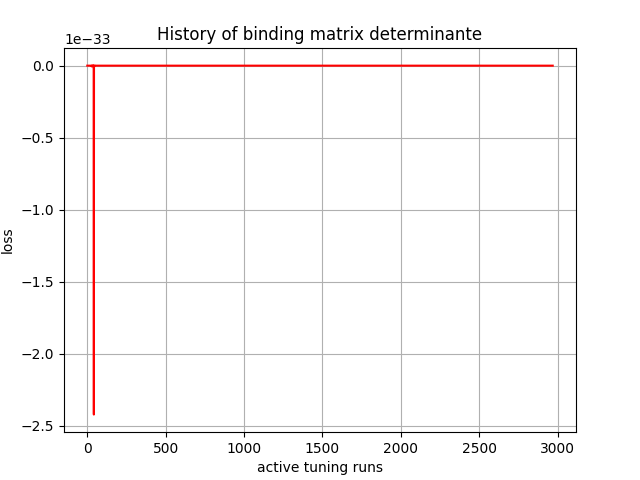 History of binding matrix determinante
1e−33
0.0
−0.5
−1.0
−1.5
−2.0
−2.5
loss
0 500 1000 1500 2000 2500 3000
active tuning runs